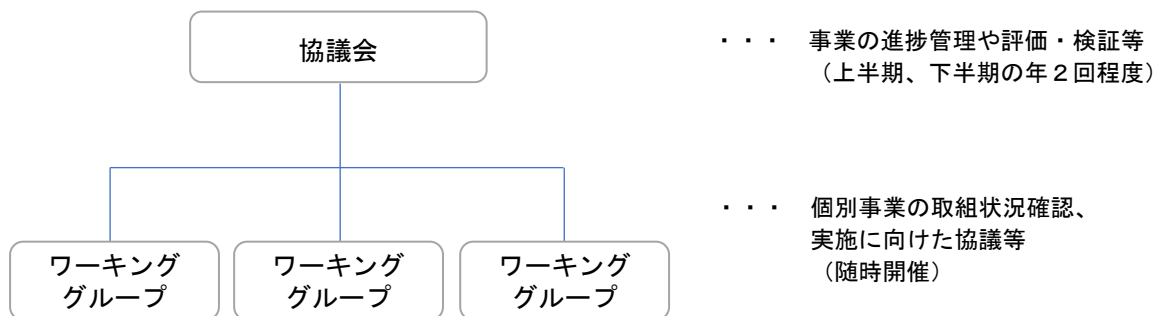 協議会
・・・ 事業の進捗管理や評価・検証等
（上半期、下半期の年２回程度）
・・・ 個別事業の取組状況確認、
実施に向けた協議等
（随時開催）
ワーキング
グループ
ワーキング
グループ
ワーキング
グループ